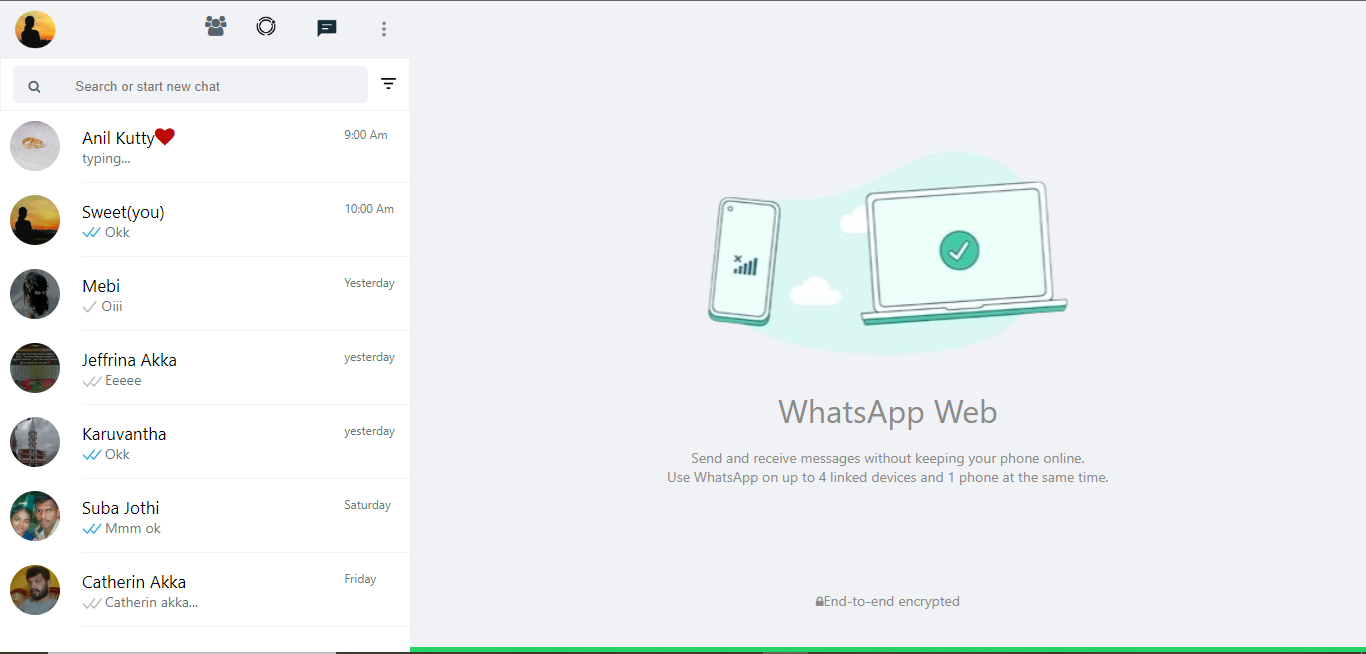 Search or start new chat
Anil Kutty❤
9:00 Am
typing...
Sweet(you)
10:00 Am
Okk
Mebi
Yesterday
Oiii
Jeffrina Akka
yesterday
Eeeee
Karuvantha
yesterday
Okk
Suba Jothi
Saturday
Mmm ok
Catherin Akka
Friday
Catherin akka...
WhatsApp Web
Send and receive messages without keeping your phone online.
Use WhatsApp on up to 4 linked devices and 1 phone at the same time.
End-to-end encrypted